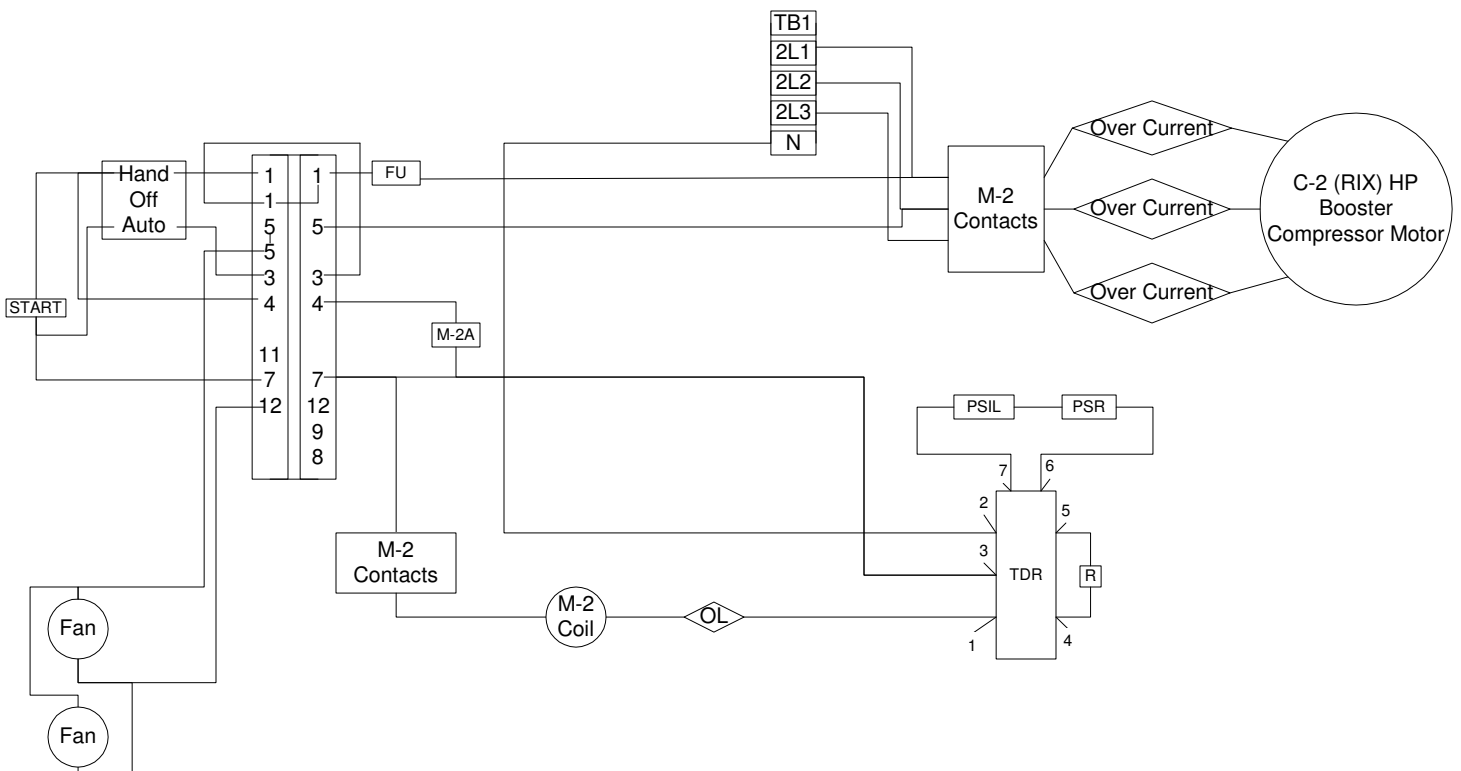 TB1
2L1
2L2
2L3
N
Hand
Off
Auto
START
1
1
5
5
3
4
11
7
12
1
5
3
4
7
12
9
8
FU
M-2A
M-2
Contacts
Over Current
Over Current
Over Current
C-2 (RIX) HP
Booster
Compressor Motor
PSIL
PSR
7
6
2
5
3
TDR
R
1
4
M-2
Contacts
M-2
Coil
OL
Fan
Fan